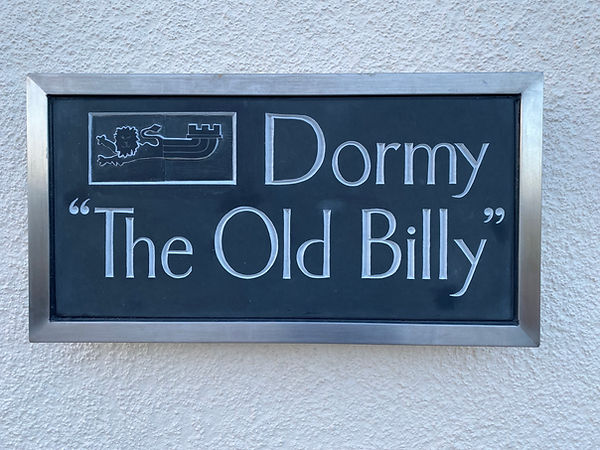 Dormy
“The Old Billy”